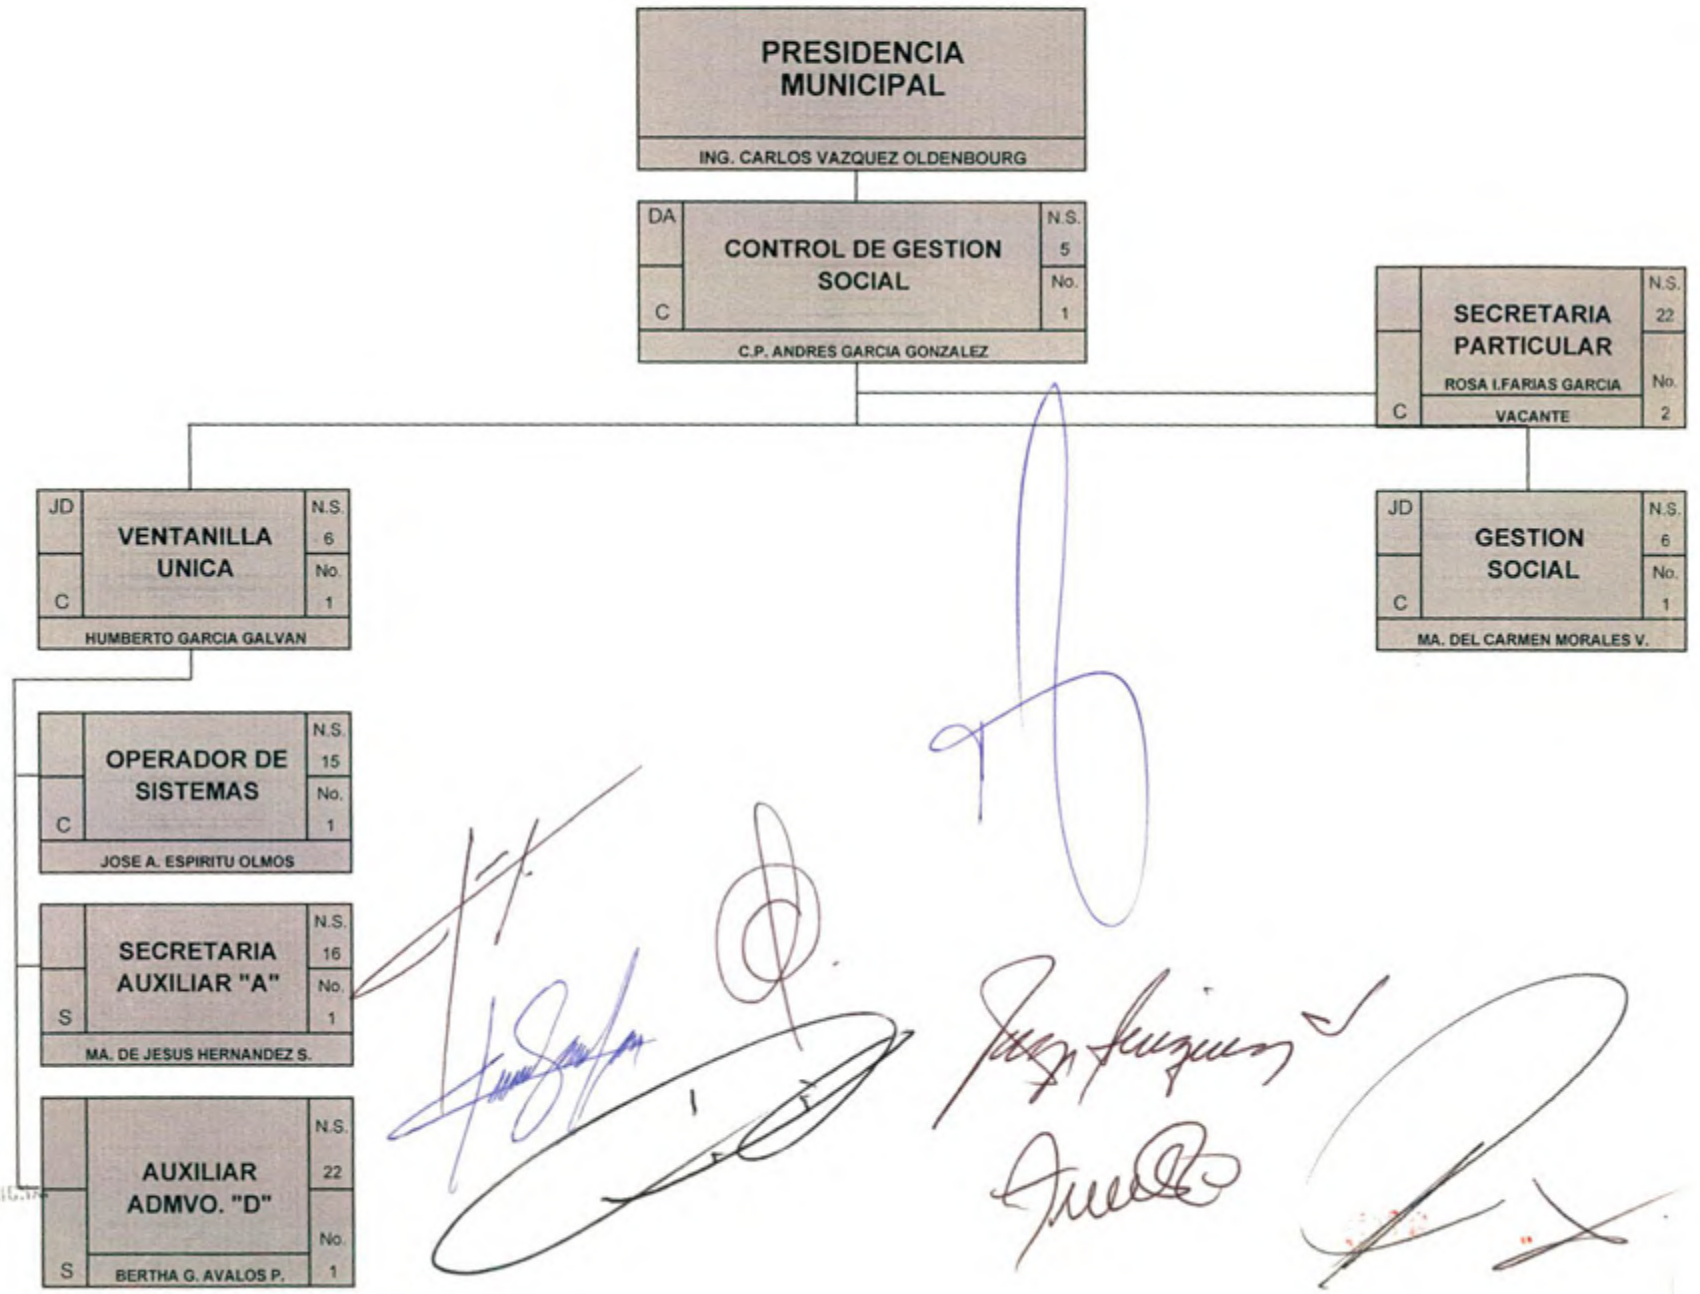 PRESIDENCIA
MUNICIPAL
ING. CARLOS VAZQUEZ OLDENBOURG
DA
N.S.
5
CONTROL DE GESTION
SOCIAL
No.
1
C
C.P. ANDRES GARCIA GONZALEZ
N.S.
22
SECRETARIA
PARTICULAR
ROSA I.FARIAS GARCIA
No.
2
C
VACANTE
JD
N.S.
6
VENTANILLA
UNICA
No.
1
C
HUMBERTO GARCIA GALVAN
JD
N.S.
6
GESTION
SOCIAL
No.
1
C
MA. DEL CARMEN MORALES V.
N.S.
15
OPERADOR DE
SISTEMAS
No.
1
C
JOSE A. ESPIRITU OLMOS
N.S.
16
SECRETARIA
AUXILIAR "A"
No.
1
S
MA. DE JESUS HERNANDEZ S.
N.S.
22
AUXILIAR
ADMVO. "D"
No.
1
S
BERTHA G. AVALOS P.